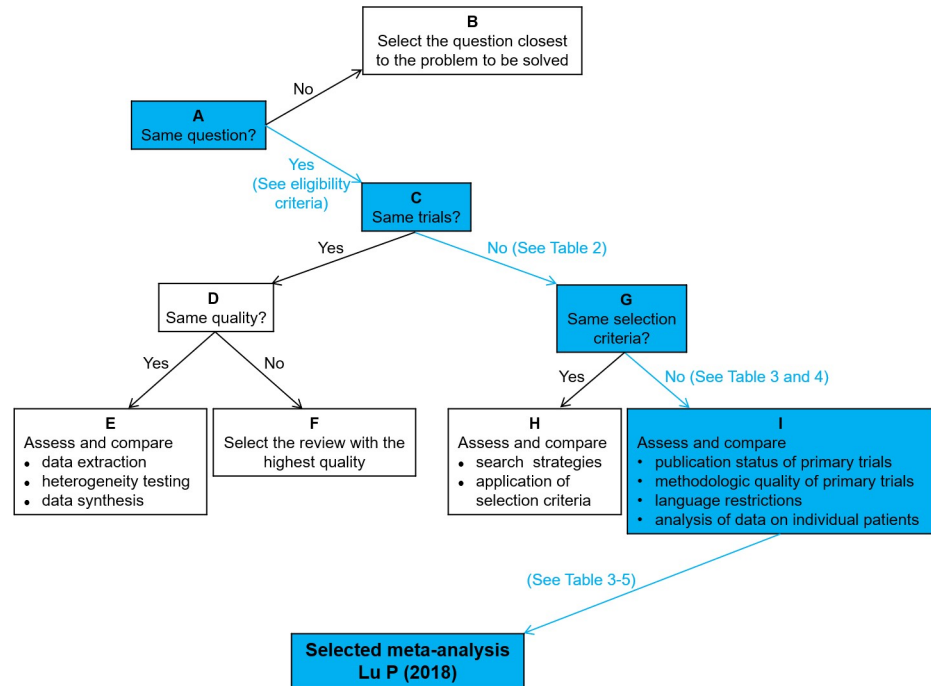 B
Select the question closest
to the problem to be solved
No
A
Same question?
Yes
(See eligibility
criteria)
C
Same trials?
Yes
No (See Table 2)
D
Same quality?
G
Same selection
criteria?
Yes
No
Yes
No (See Table 3 and 4)
E
Assess and compare
• data extraction
• heterogeneity testing
• data synthesis
F
Select the review with the
highest quality
H
Assess and compare
• search strategies
• application of
selection criteria
I
Assess and compare
• publication status of primary trials
• methodologic quality of primary trials
• language restrictions
• analysis of data on individual patients
(See Table 3-5)
Selected meta-analysis
Lu P (2018)